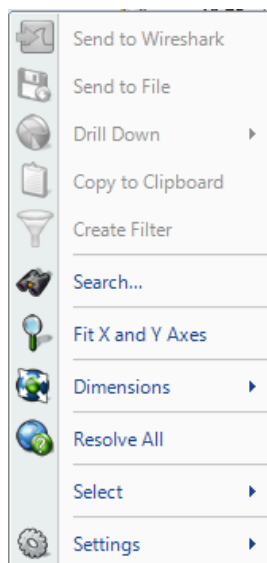 Send to Wireshark
Send to File
Drill Down
Copy to Clipboard
Create Filter
Search...
Fit X and Y Axes
Dimensions
Resolve All
Select
Settings